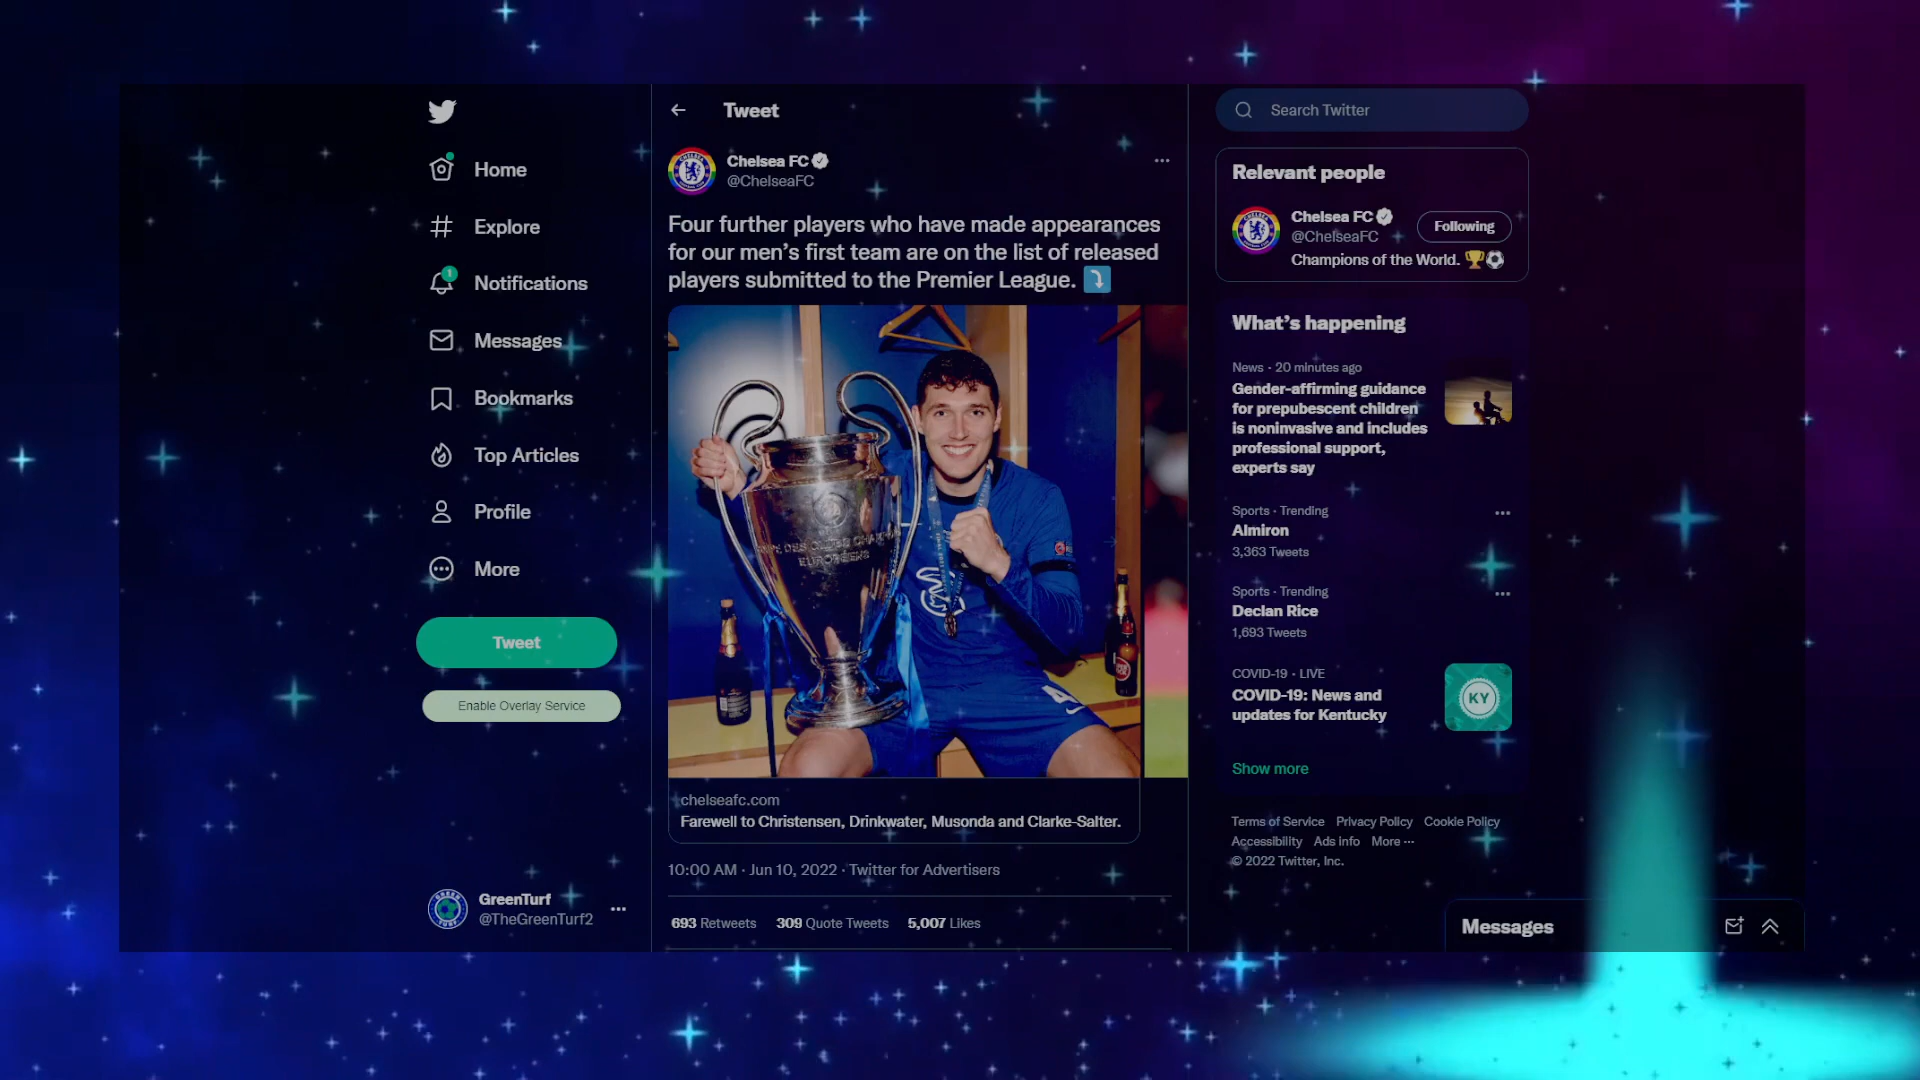 Home
Explore
1
Notifications
Messages
Bookmarks
Top Articles
Profile
More
Tweet
Enable Overlay Service
GreenTurf
@TheGreenTurf2
Tweet
Chelsea FC
@ChelseaFC
Four further players who have made appearances
for our men’s first team are on the list of released
players submitted to the Premier League. ⤵
EUROPÉENS
4
chelseafc.com
Farewell to Christensen, Drinkwater, Musonda and Clarke-Salter.
10:00 AM · Jun 10, 2022 · Twitter for Advertisers
693 Retweets 309 Quote Tweets 5,007 Likes
Search Twitter
Relevant people
Chelsea FC
@ChelseaFC
Following
Champions of the World. 🏆⚽
What’s happening
News · 20 minutes ago
Gender-affirming guidance
for prepubescent children
is noninvasive and includes
professional support,
experts say
Sports · Trending
Almiron
3,363 Tweets
Sports · Trending
Declan Rice
1,693 Tweets
COVID-19 · LIVE
COVID-19: News and
updates for Kentucky
KY
Show more
Terms of Service Privacy Policy Cookie Policy
Accessibility Ads info More ···
© 2022 Twitter, Inc.
Messages